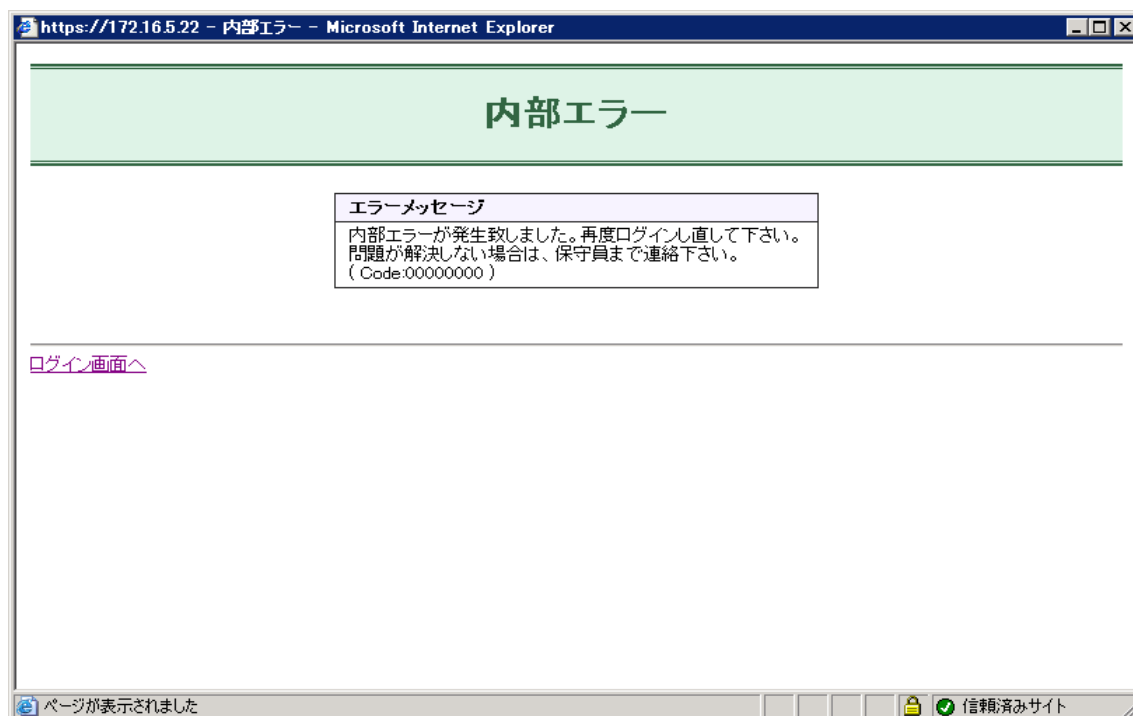 https://172.16.5.22 - 内部エラー - Microsoft Internet Explorer
内部エラー
エラーメッセージ
内部エラーが発生致しました。再度ログインし直して下さい。
問題が解決しない場合は、保守員まで連絡下さい。
( Code:00000000 )
ログイン画面へ
ページが表示されました
信頼済みサイト